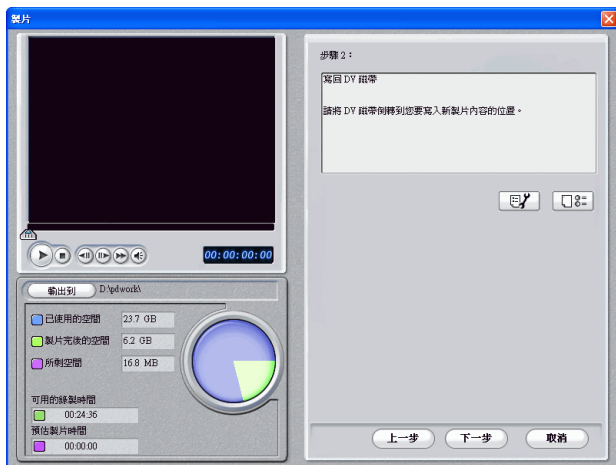 製片
步驟 2：
寫回 DV 磁帶
請將 DV 磁帶倒轉到您要寫入新製片內容的位置。
00:00:00:00
輸出到 D:\pdwork\
已使用的空間 23.7 GB
製片完後的空間 6.2 GB
所剩空間 16.8 MB
可用的錄製時間
00:24:36
預估製片時間
00:00:00
上一步 下一步 取消